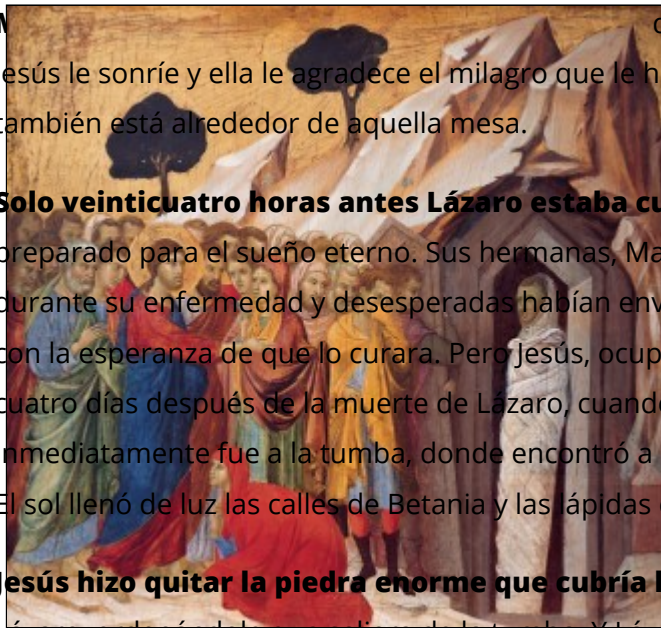 esús le sonríe y ella le agradece el milagro que le h
también está alrededor de aquella mesa.
Solo veinticuatro horas antes Lázaro estaba cu
preparado para el sueño eterno. Sus hermanas, Ma
durante su enfermedad y desesperadas habían env
con la esperanza de que lo curara. Pero Jesús, ocup
cuatro días después de la muerte de Lázaro, cuand
nmediatamente fue a la tumba, donde encontró a
El sol llenó de luz las calles de Betania y las lápidas
Jesús hizo quitar la piedra enorme que cubría l